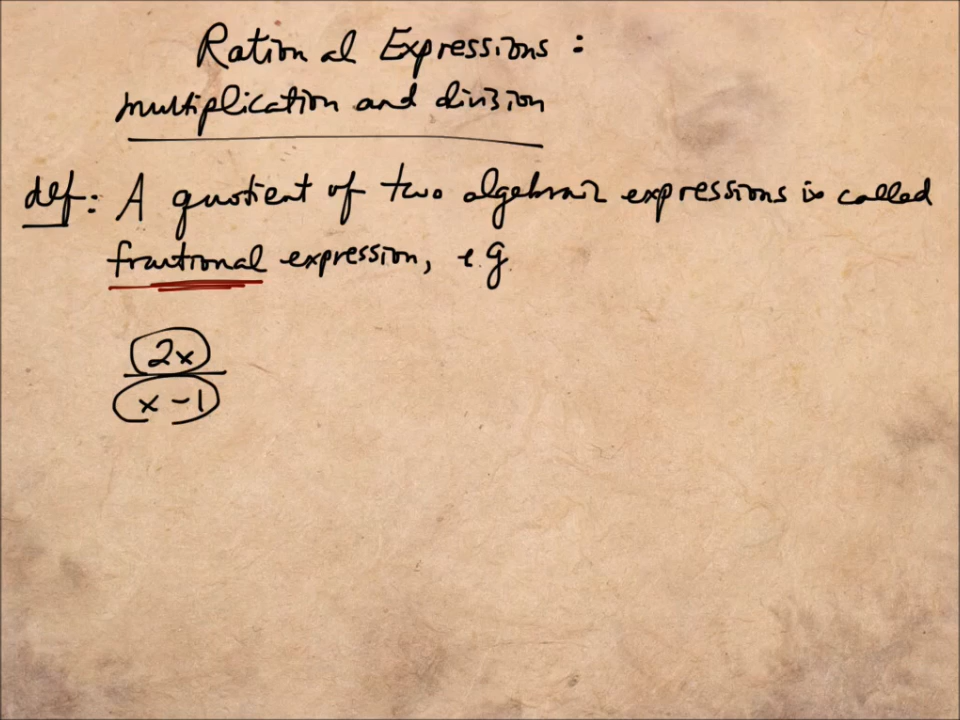 Rational Expressions:
multiplication and division
def: A quotient of two algebraic expressions is called
fractional expression, e.g.
2x
x - 1